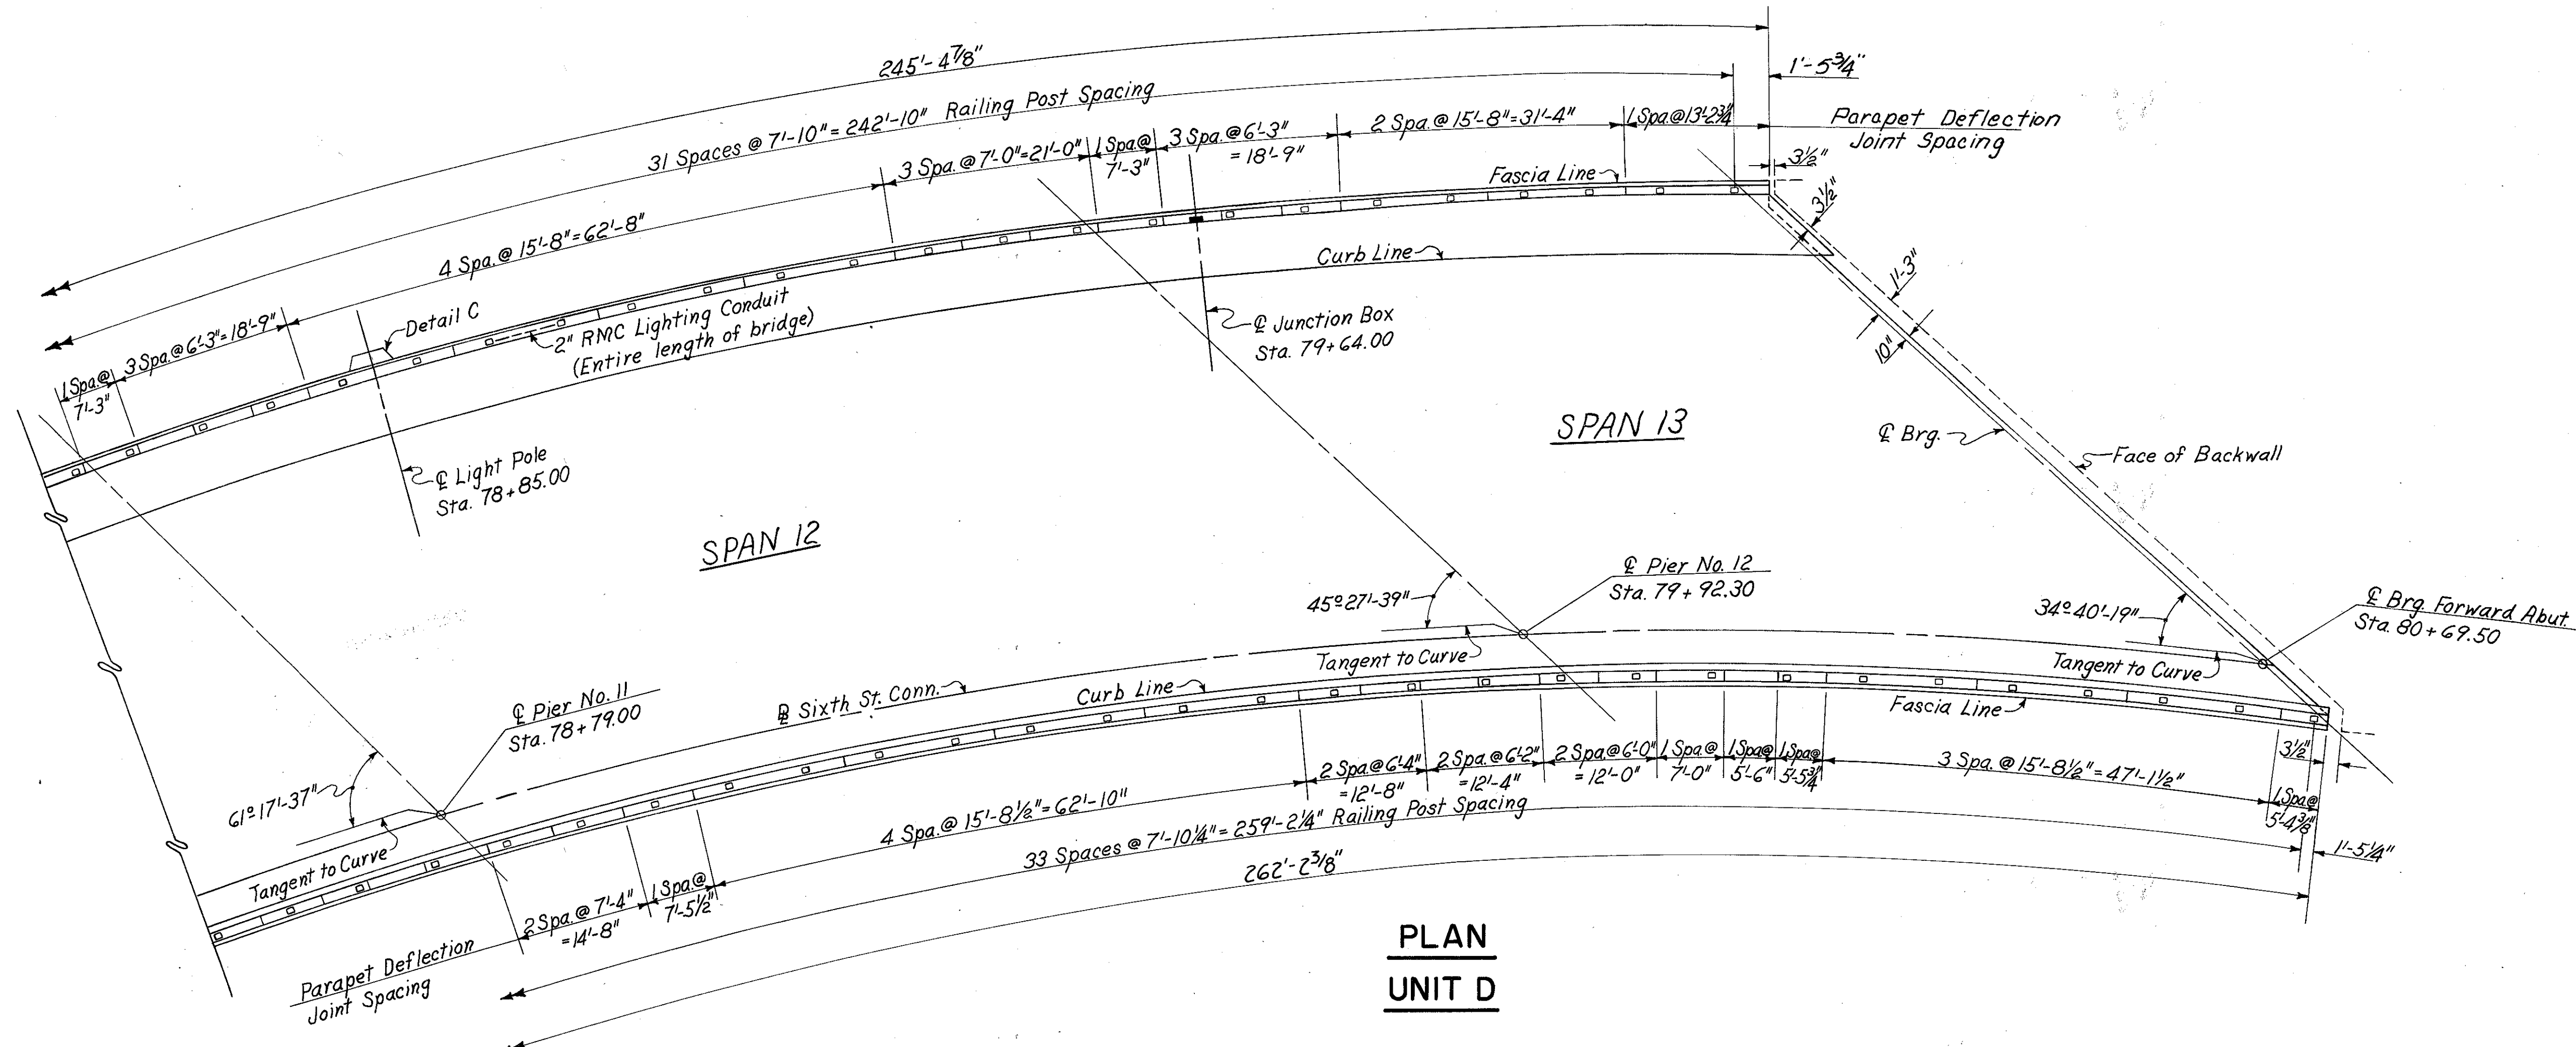 245'-4 7/8"
1'-5 3/4"
31 Spaces @ 7'-10" = 242'-10" Railing Post Spacing
2 Spa. @ 15'-8" = 31'-4"
1 Spa @ 13'-2 3/4
Parapet Deflection
Joint Spacing
3 Spa. @ 6'-3"
= 18'-9"
1 Spa @
7'-3"
3 Spa. @ 7'-0" = 21'-0"
3 1/2"
Fascia Line
3 1/2"
4 Spa. @ 15'-8" = 62'-8"
Curb Line
1'-3"
10"
Detail C
2" RMC Lighting Conduit
(Entire length of bridge)
℄ Junction Box
Sta. 79+64.00
3 Spa. @ 6'-3" = 18'-9"
1 Spa. @
7'-3"
SPAN 13
℄ Brg.
Face of Backwall
℄ Light Pole
Sta. 78+85.00
SPAN 12
℄ Pier No. 12
Sta. 79+92.30
45° 27'-39"
34° 40'-19"
℄ Brg. Forward Abut.
Sta. 80+69.50
Tangent to Curve
Tangent to Curve
℄ Pier No. 11
Sta. 78+79.00
Sixth St. Conn.
Curb Line
Fascia Line
61° 17'-37"
Tangent to Curve
2 Spa. @ 6'-4"
= 12'-8"
2 Spa. @ 6'-2"
= 12'-4"
2 Spa. @ 6'-0"
= 12'-0"
1 Spa. @
7'-0"
1 Spa @
5'-6"
1 Spa @
5'-5 3/4"
3 Spa. @ 15'-8 1/2" = 47'-1 1/2"
3 1/2"
1 Spa @
5'-4 3/8"
1'-5 1/4"
4 Spa. @ 15'-8 1/2" = 62'-10"
33 Spaces @ 7'-10 1/4" = 259'-2 1/4" Railing Post Spacing
262'-2 3/8"
2 Spa. @ 7'-4"
= 14'-8"
1 Spa. @
7'-5 1/2"
Parapet Deflection
Joint Spacing
PLAN
UNIT D